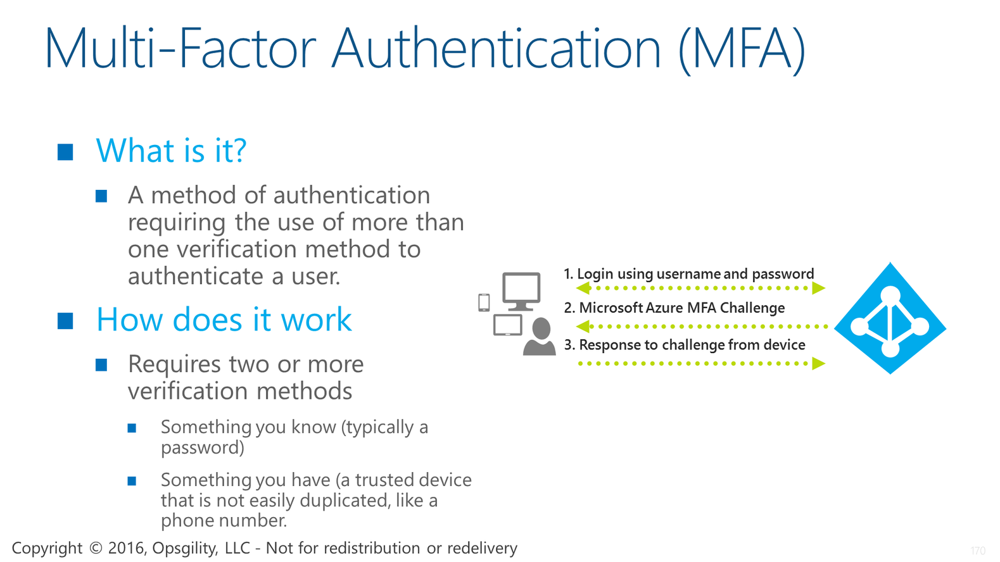 Multi-Factor Authentication (MFA)
What is it?
A method of authentication
requiring the use of more than
one verification method to
authenticate a user.
How does it work
Requires two or more
verification methods
Something you know (typically a
password)
Something you have (a trusted device
that is not easily duplicated, like a
phone number.
1. Login using username and password
2. Microsoft Azure MFA Challenge
3. Response to challenge from device
Copyright © 2016, Opsgility, LLC - Not for redistribution or redelivery
170